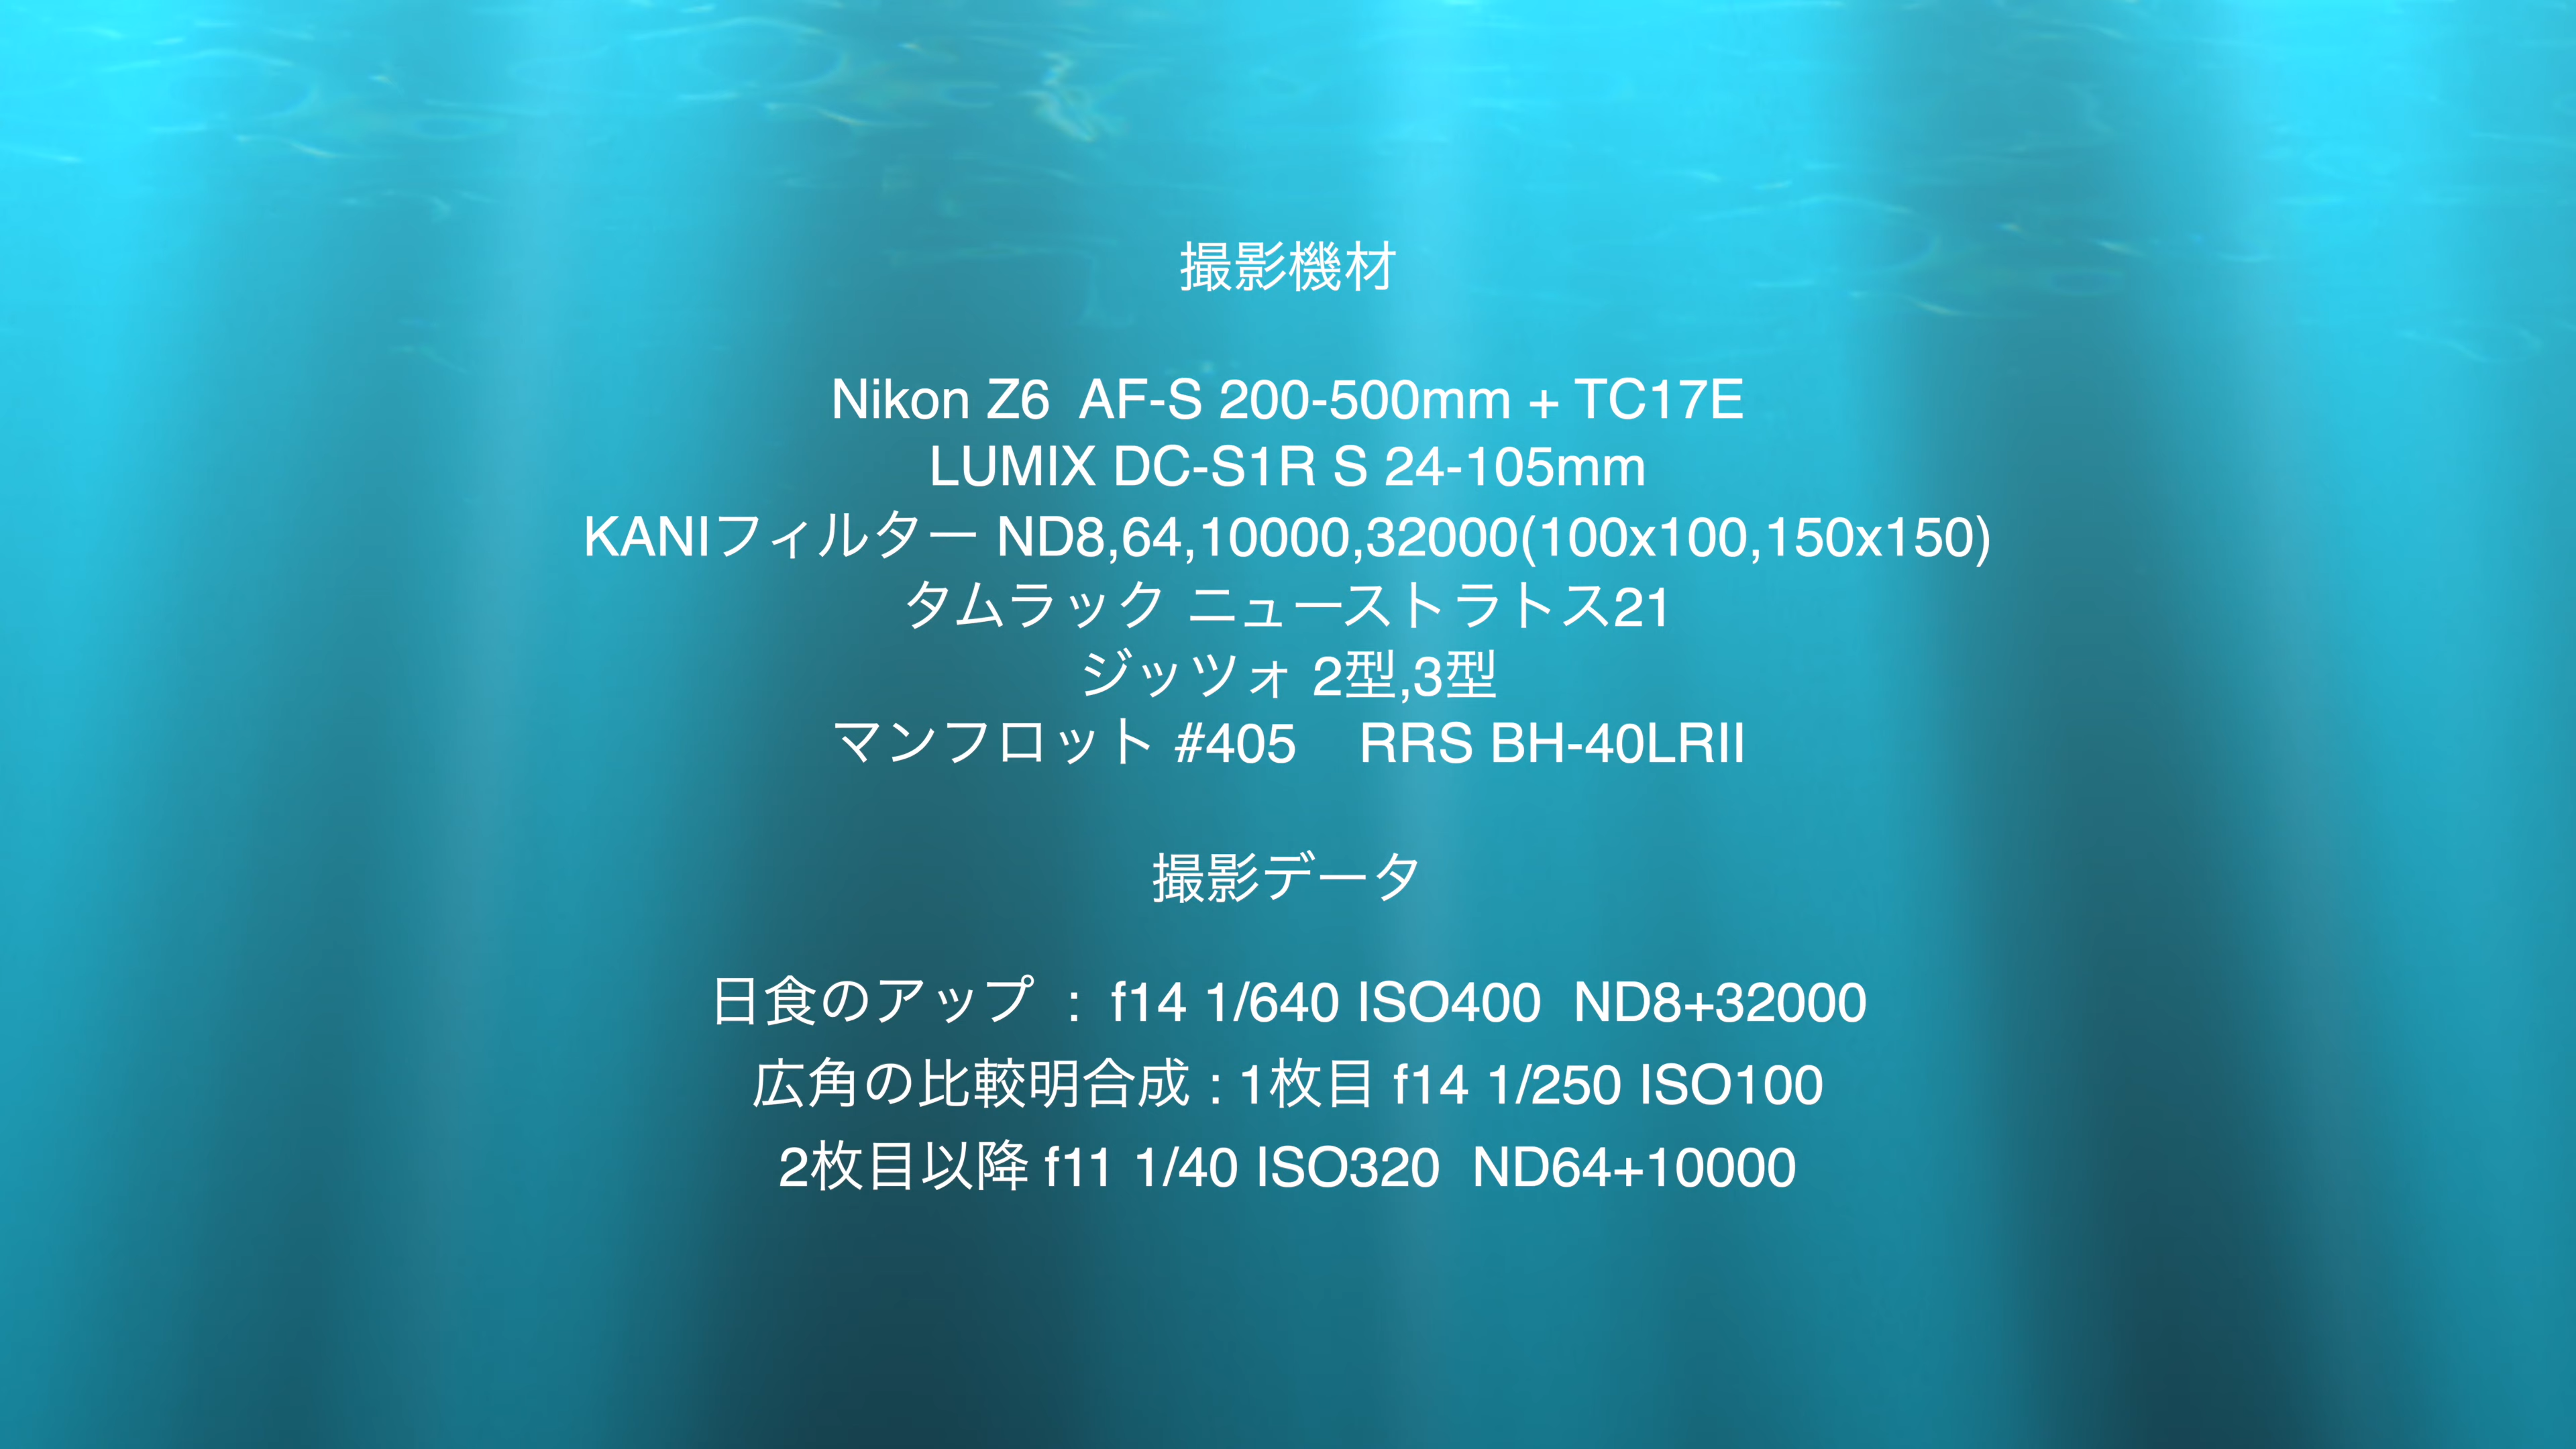 撮影機材
Nikon Z6  AF-S 200-500mm + TC17E
LUMIX DC-S1R S 24-105mm
KANIフィルター ND8,64,10000,32000(100x100,150x150)
タムラック ニューストラトス21
ジッツォ 2型,3型
マンフロット #405    RRS BH-40LRII
撮影データ
日食のアップ : f14 1/640 ISO400  ND8+32000
広角の比較明合成 : 1枚目 f14 1/250 ISO100
2枚目以降 f11 1/40 ISO320  ND64+10000